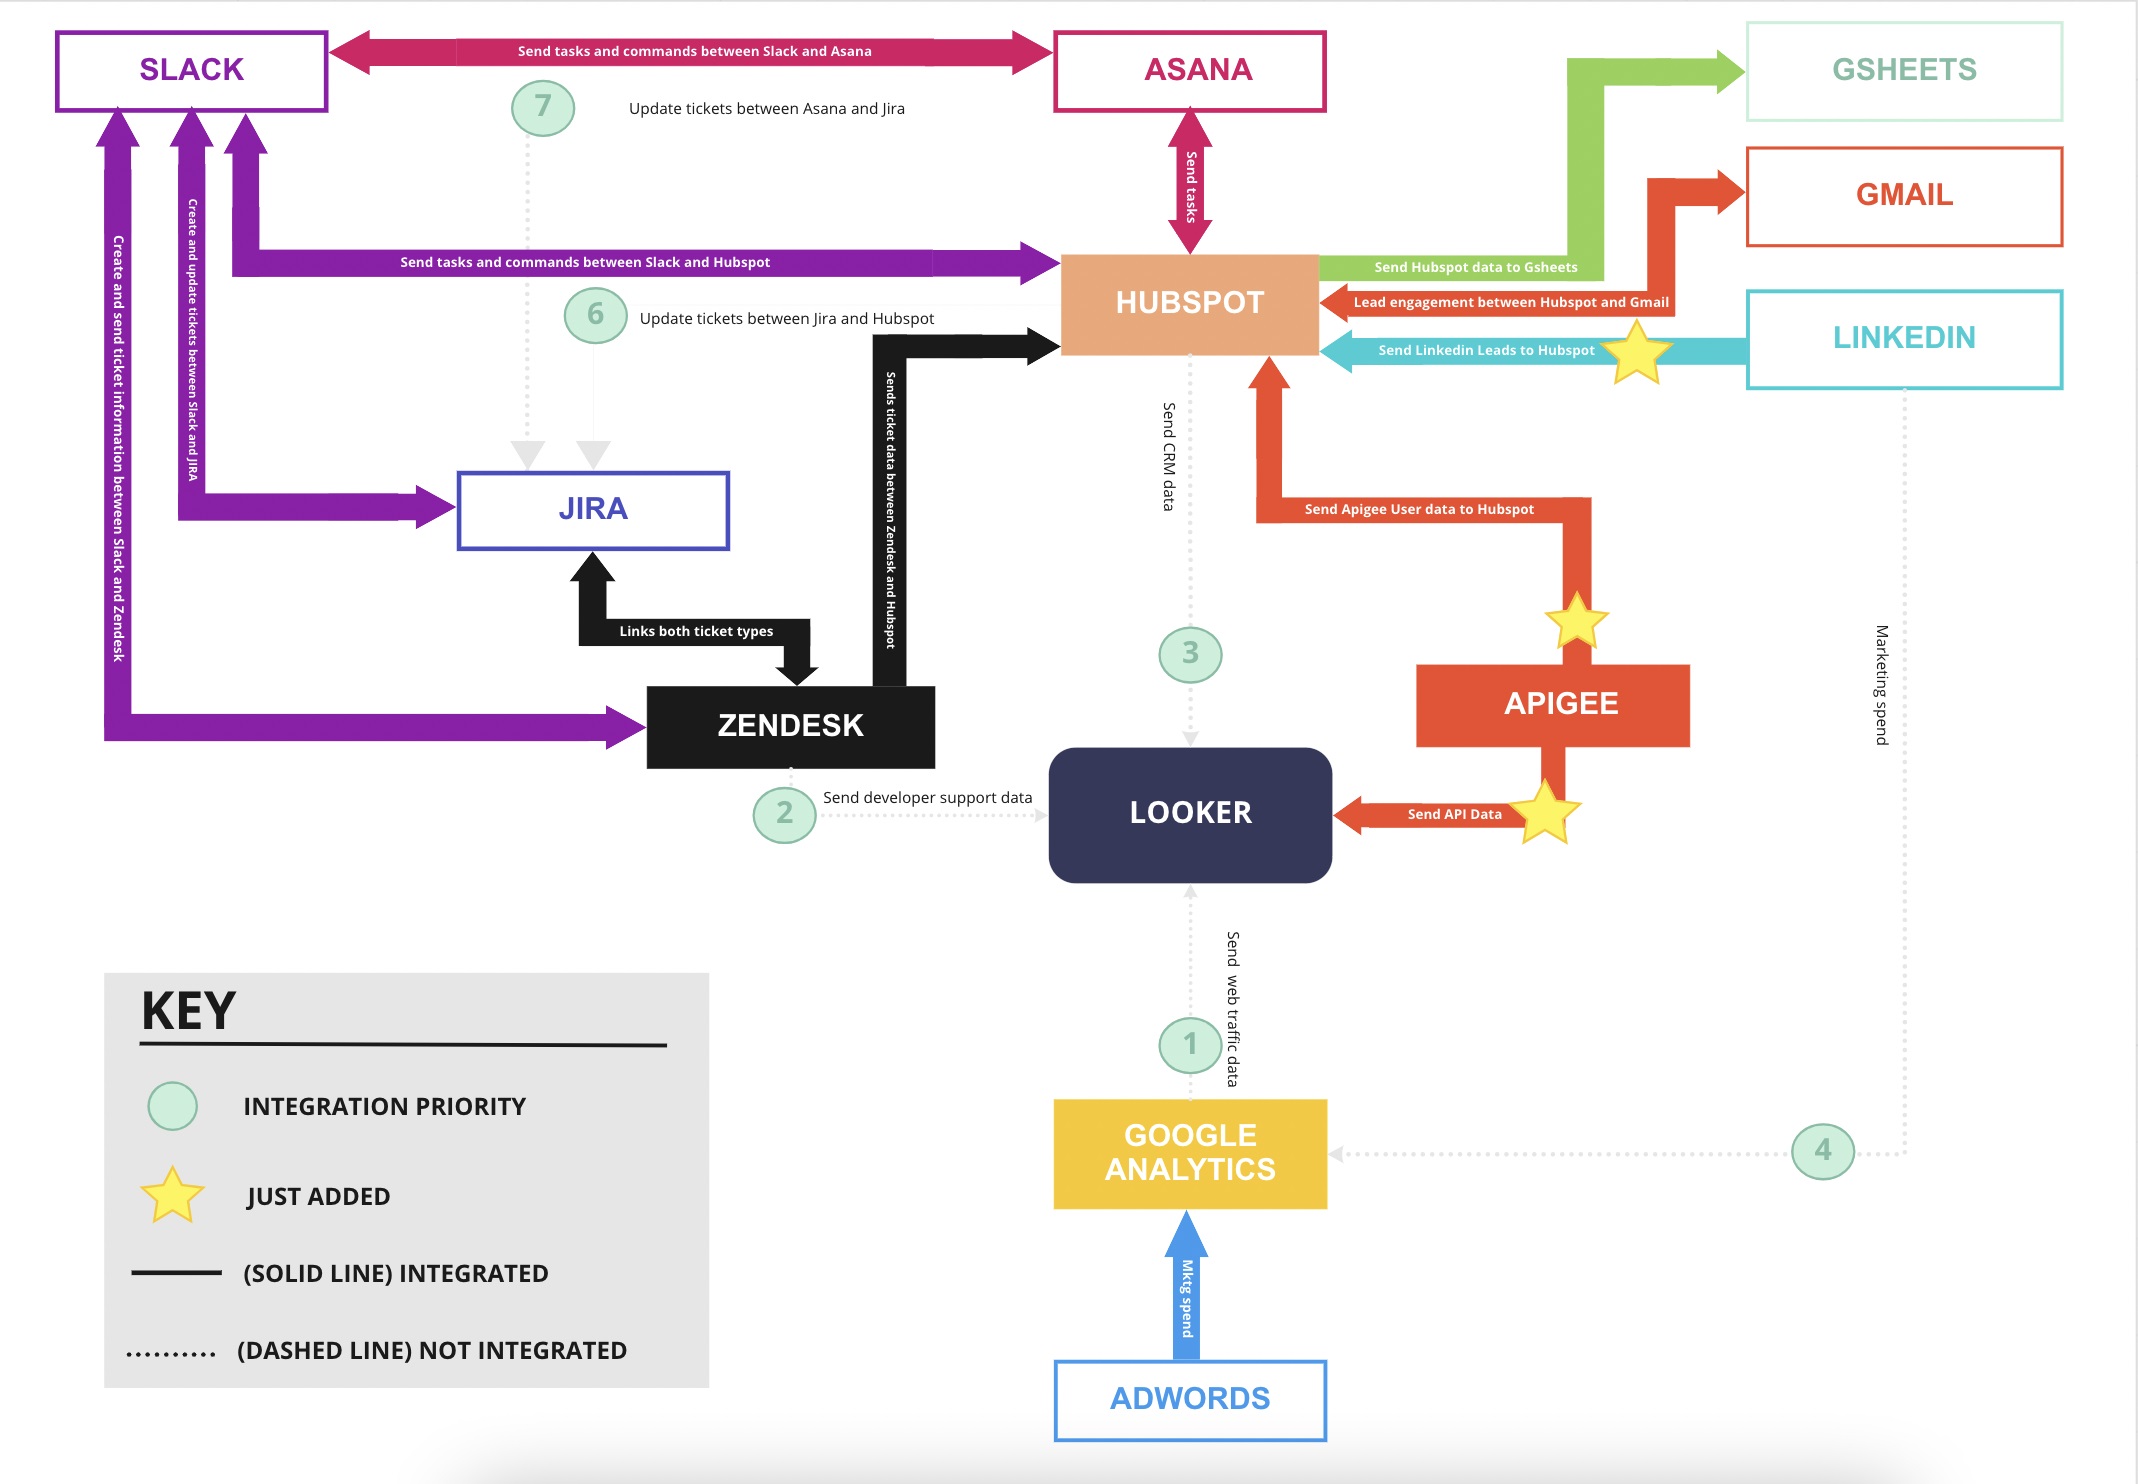 SLACK
Send tasks and commands between Slack and Asana
ASANA
GSHEETS
7
Update tickets between Asana and Jira
Send tasks
GMAIL
Create and send ticket information between Slack and Zendesk
Create and update tickets between Slack and JIRA
Send tasks and commands between Slack and Hubspot
HUBSPOT
Send Hubspot data to Gsheets
Lead engagement between Hubspot and Gmail
6
Update tickets between Jira and Hubspot
Send Linkedin Leads to Hubspot
LINKEDIN
Sends ticket data between Zendesk and Hubspot
Send CRM data
JIRA
Send Apigee User data to Hubspot
Links both ticket types
3
Marketing spend
ZENDESK
APIGEE
2
Send developer support data
LOOKER
Send API Data
Send web traffic data
1
GOOGLE
ANALYTICS
4
Mktg spend
ADWORDS
KEY
INTEGRATION PRIORITY
JUST ADDED
(SOLID LINE) INTEGRATED
(DASHED LINE) NOT INTEGRATED